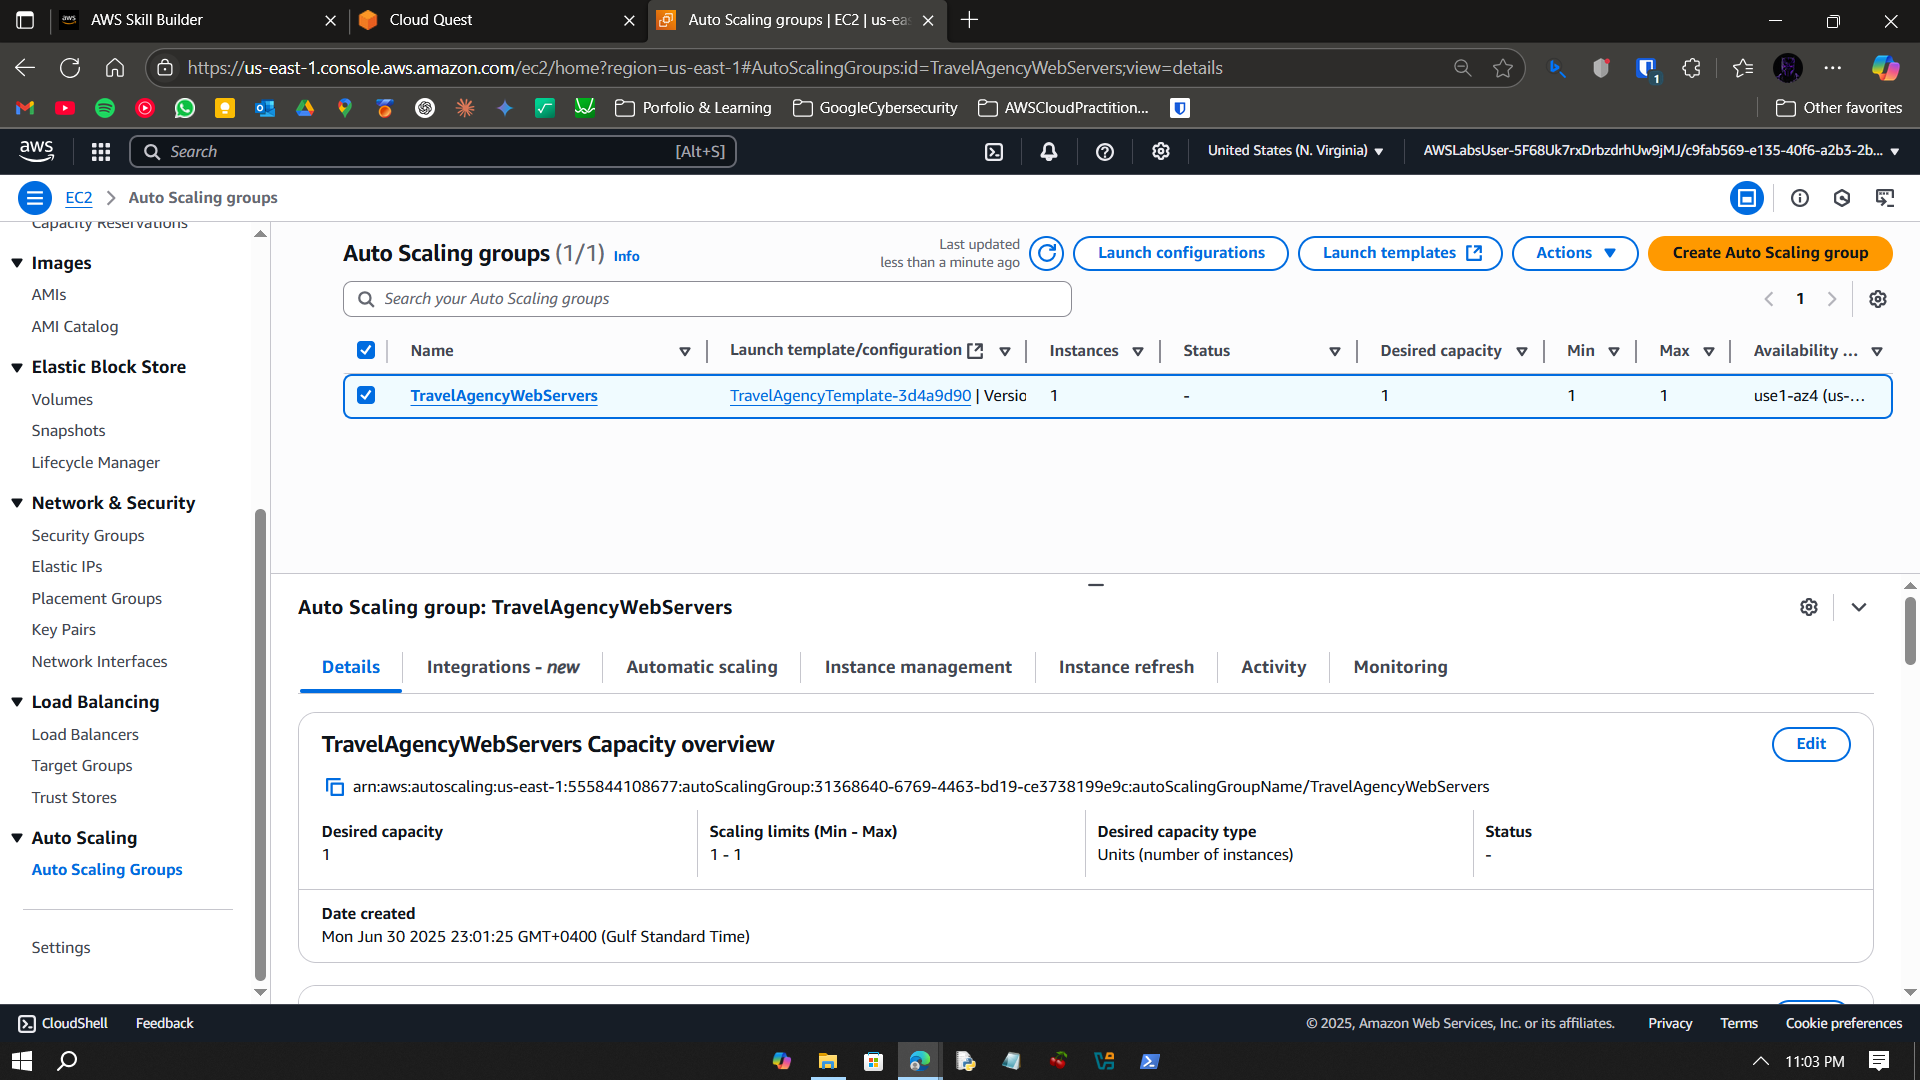 AWS Skill Builder
Cloud Quest
Auto Scaling groups | EC2 | us-eas
https://us-east-1.console.aws.amazon.com/ec2/home?region=us-east-1#AutoScalingGroups:id=TravelAgencyWebServers;view=details
1
Porfolio & Learning
GoogleCybersecurity
AWSCloudPractition...
Other favorites
aws
Search
[Alt+S]
United States (N. Virginia)
AWSLabsUser-5F68Uk7rxDrbzdrhUw9jMJ/c9fab569-e135-40f6-a2b3-2b...
EC2
Auto Scaling groups
Capacity Reservations
Images
AMIs
AMI Catalog
Elastic Block Store
Volumes
Snapshots
Lifecycle Manager
Network & Security
Security Groups
Elastic IPs
Placement Groups
Key Pairs
Network Interfaces
Load Balancing
Load Balancers
Target Groups
Trust Stores
Auto Scaling
Auto Scaling Groups
Settings
Auto Scaling groups (1/1) Info
Last updated
less than a minute ago
Launch configurations
Launch templates
Actions
Create Auto Scaling group
Search your Auto Scaling groups
1
Name Launch template/configuration Instances Status Desired capacity Min Max Availability ...
TravelAgencyWebServers TravelAgencyTemplate-3d4a9d90 | Versio 1 - 1 1 1 use1-az4 (us-...
Auto Scaling group: TravelAgencyWebServers
Details
Integrations - new
Automatic scaling
Instance management
Instance refresh
Activity
Monitoring
TravelAgencyWebServers Capacity overview
Edit
arn:aws:autoscaling:us-east-1:555844108677:autoScalingGroup:31368640-6769-4463-bd19-ce3738199e9c:autoScalingGroupName/TravelAgencyWebServers
Desired capacity
1
Scaling limits (Min - Max)
1 - 1
Desired capacity type
Units (number of instances)
Status
-
Date created
Mon Jun 30 2025 23:01:25 GMT+0400 (Gulf Standard Time)
CloudShell
Feedback
© 2025, Amazon Web Services, Inc. or its affiliates.
Privacy
Terms
Cookie preferences
11:03 PM